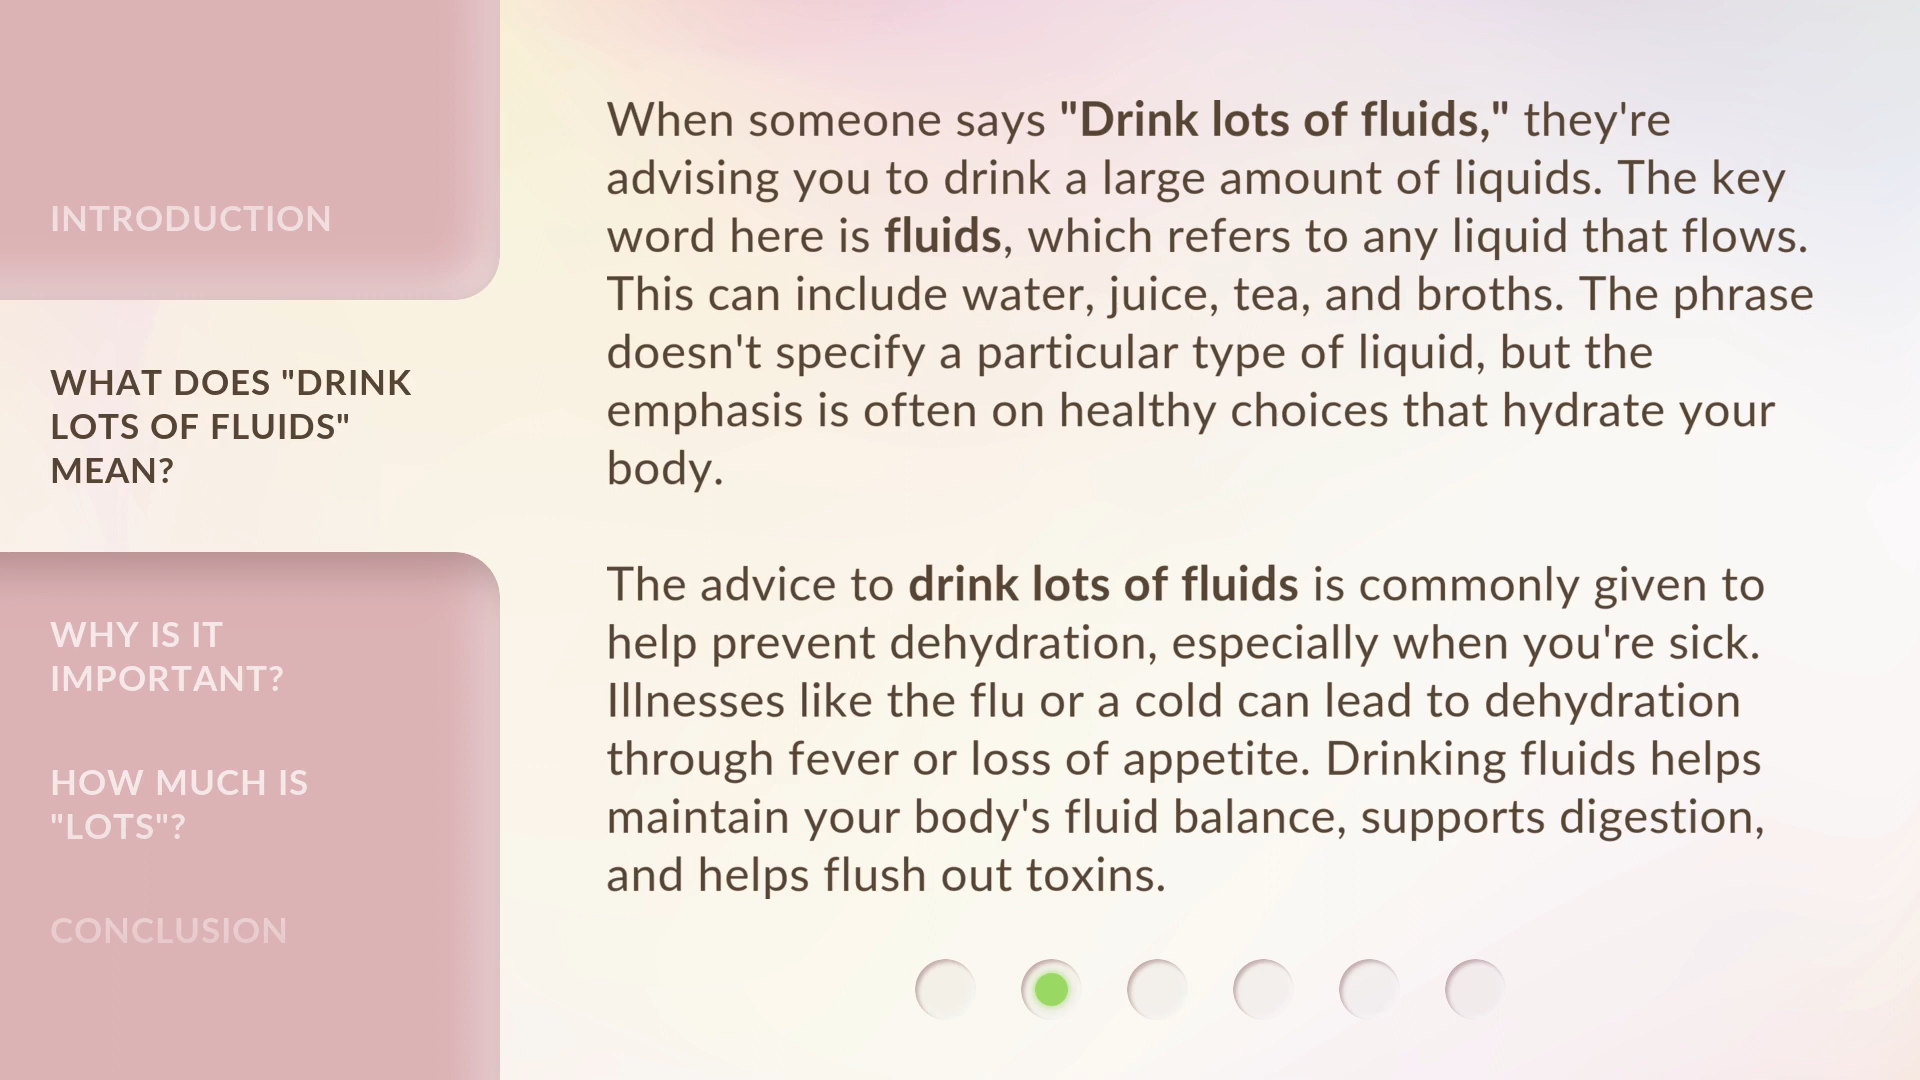 INTRODUCTION
WHAT DOES "DRINK
LOTS OF FLUIDS"
MEAN?
WHY IS IT
IMPORTANT?
HOW MUCH IS
"LOTS"?
CONCLUSION
When someone says "Drink lots of fluids," they're
advising you to drink a large amount of liquids. The key
word here is fluids, which refers to any liquid that flows.
This can include water, juice, tea, and broths. The phrase
doesn't specify a particular type of liquid, but the
emphasis is often on healthy choices that hydrate your
body.
The advice to drink lots of fluids is commonly given to
help prevent dehydration, especially when you're sick.
Illnesses like the flu or a cold can lead to dehydration
through fever or loss of appetite. Drinking fluids helps
maintain your body's fluid balance, supports digestion,
and helps flush out toxins.